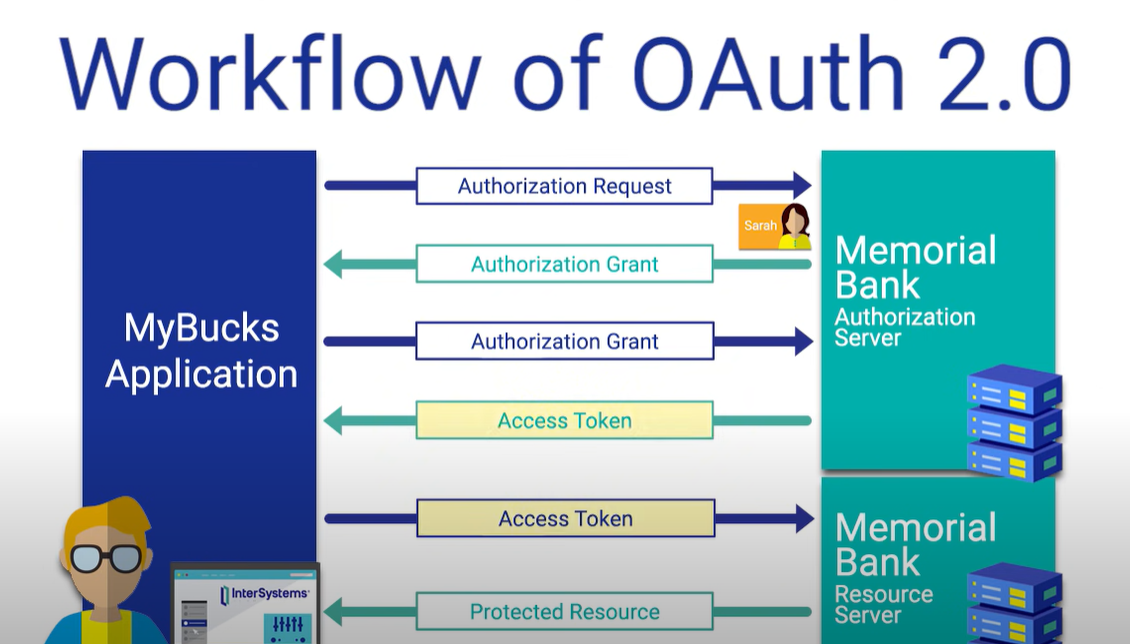 Workflow of OAuth 2.0
Authorization Request
Sarah
Authorization Grant
Memorial
Bank
Authorization
Server
MyBucks
Application
Authorization Grant
Access Token
Access Token
Memorial
Bank
Resource
Server
InterSystems
Protected Resource